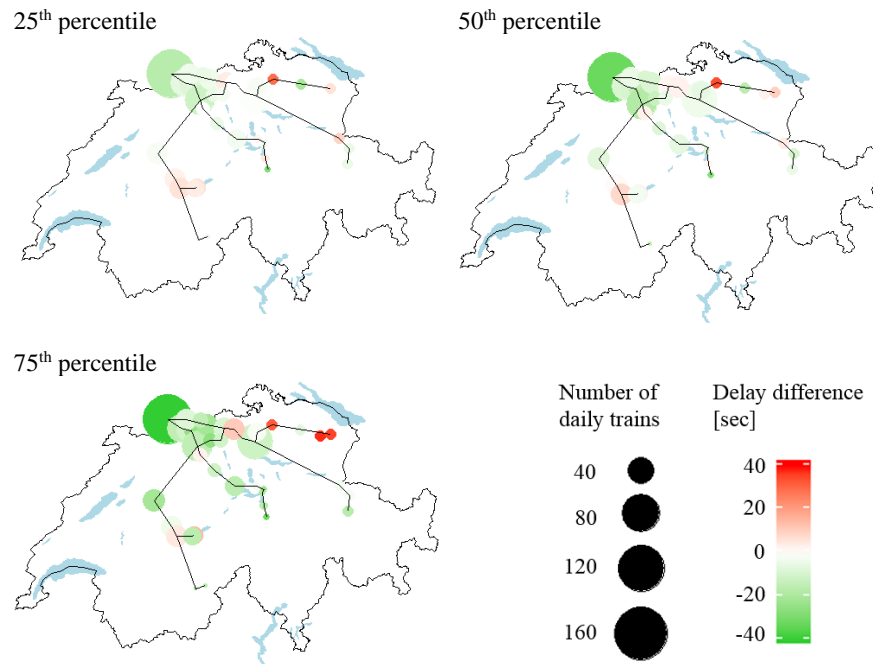 25th percentile
50th percentile
75th percentile
Number of
daily trains
40
80
120
160
Delay difference
[sec]
40
20
0
-20
-40